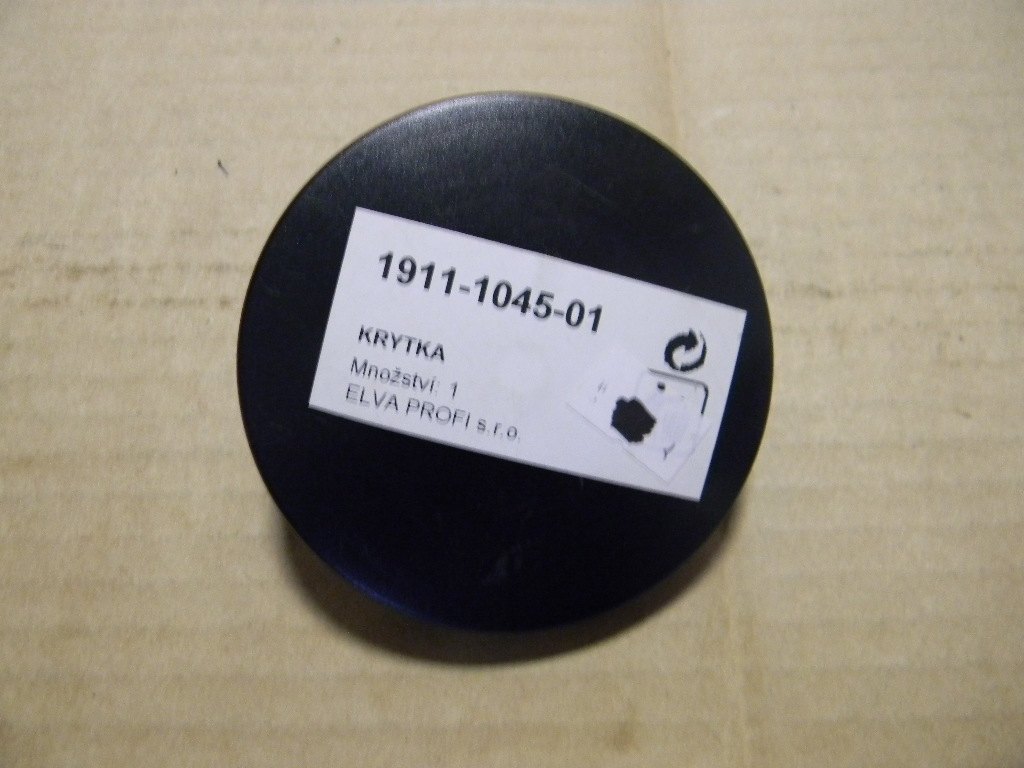 1911-1045-01
KRYTKA
Množství: 1
ELVA PROFI s.r.o.